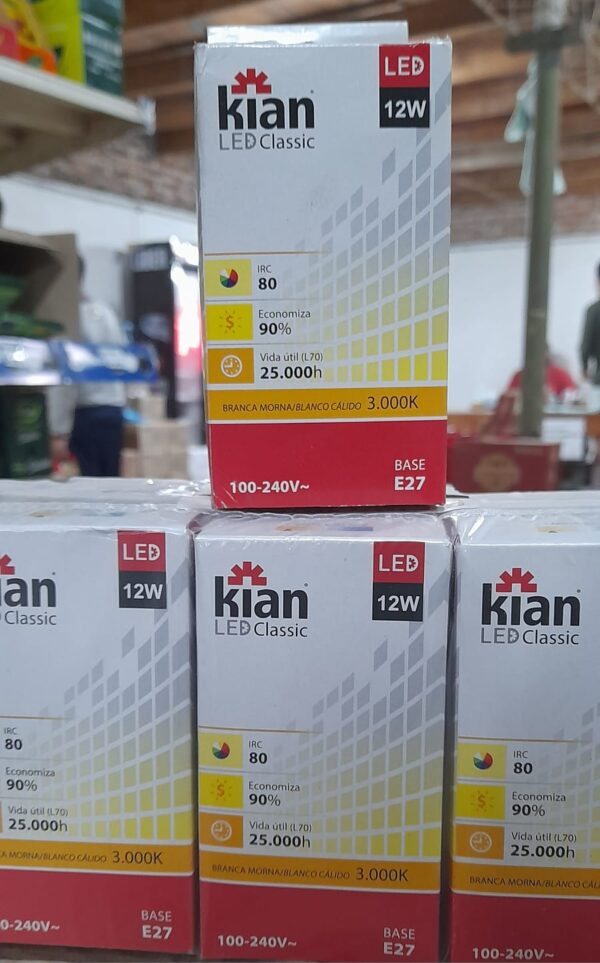 LED
kian
12W
LED Classic
IRC
80
Economiza
90%
Vida útil (L70)
25.000h
BRANCA MORNA/BLANCO CÁLIDO 3.000K
BASE
100-240V~ E27
LED
ian
12W
Classic
IRC
80
Economiza
90%
Vida útil (L70)
25.000h
MORNA/BLANCO CÁLIDO 3.000K
BASE
0-240V~ E27
LED
kian
12W
LED Classic
IRC
80
Economiza
90%
Vida útil (L70)
25.000h
BRANCA MORNA/BLANCO CÁLIDO 3.000K
BASE
100-240V~ E27
kian
LED Classic
IRC
80
Economiza
90%
Vida útil (L70)
25.000h
BRANCA MORNA/BLANCO CÁL
100-240V~